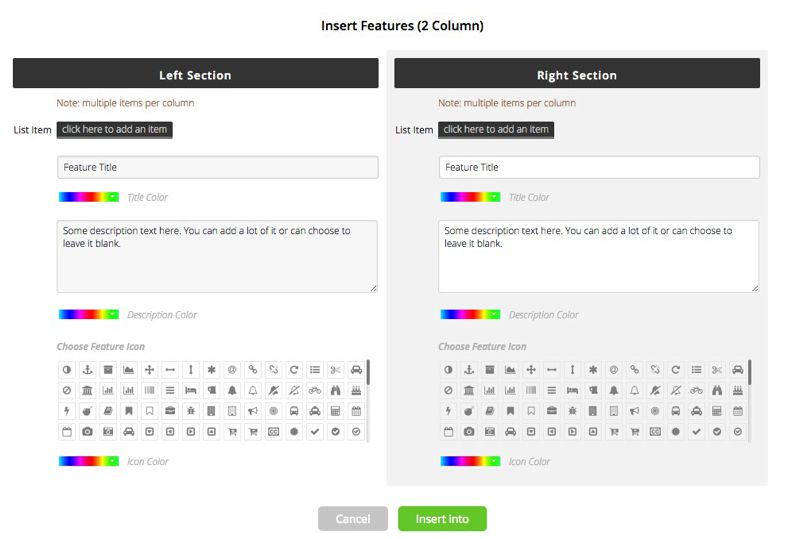 Insert Features (2 Column)
Left Section
Note: multiple items per column
List Item click here to add an item
Feature Title
Title Color
Some description text here. You can add a lot of it or can choose to
leave it blank.
Description Color
Choose Feature Icon
Icon Color
Right Section
Note: multiple items per column
List Item click here to add an item
Feature Title
Title Color
Some description text here. You can add a lot of it or can choose to
leave it blank.
Description Color
Choose Feature Icon
Icon Color
Cancel Insert into